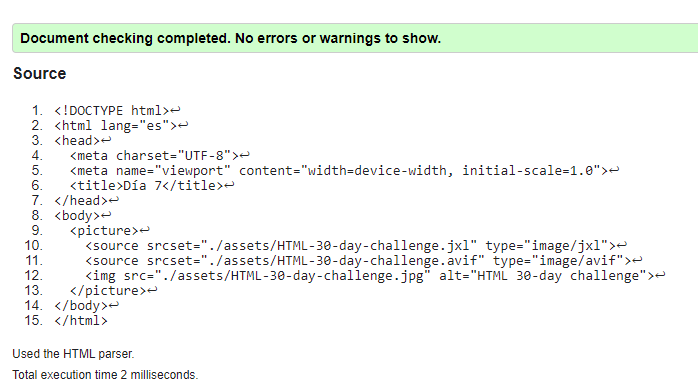 Document checking completed. No errors or warnings to show.
Source
1. <!DOCTYPE html>↩
2. <html lang="es">↩
3. <head>↩
4.   <meta charset="UTF-8">↩
5.   <meta name="viewport" content="width=device-width, initial-scale=1.0">↩
6.   <title>Día 7</title>↩
7. </head>↩
8. <body>↩
9.   <picture>↩
10.     <source srcset="./assets/HTML-30-day-challenge.jxl" type="image/jxl">↩
11.     <source srcset="./assets/HTML-30-day-challenge.avif" type="image/avif">↩
12.     <img src="./assets/HTML-30-day-challenge.jpg" alt="HTML 30-day challenge">↩
13.   </picture>↩
14. </body>↩
15. </html>
Used the HTML parser.
Total execution time 2 milliseconds.